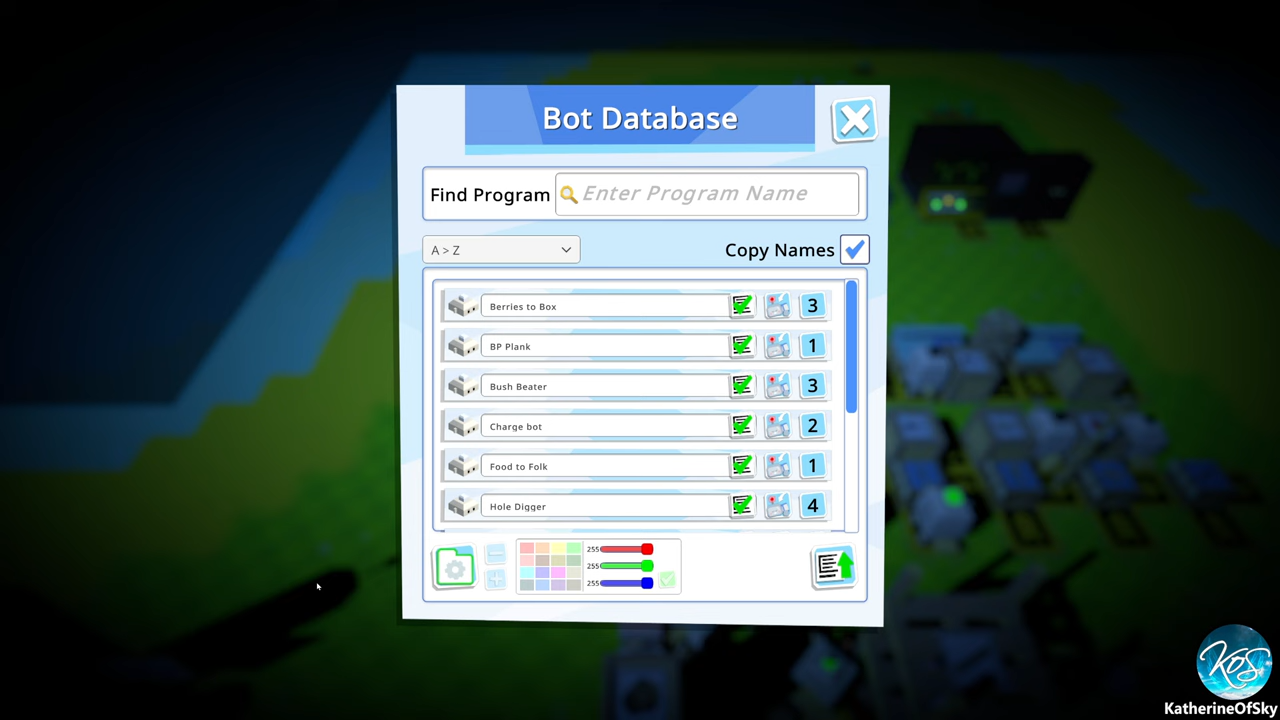 Bot Database
Find Program
Enter Program Name
A > Z
Copy Names
Berries to Box
3
BP Plank
1
Bush Beater
3
Charge bot
2
Food to Folk
1
Hole Digger
4
255
255
255
KOS
KatherineOfSky